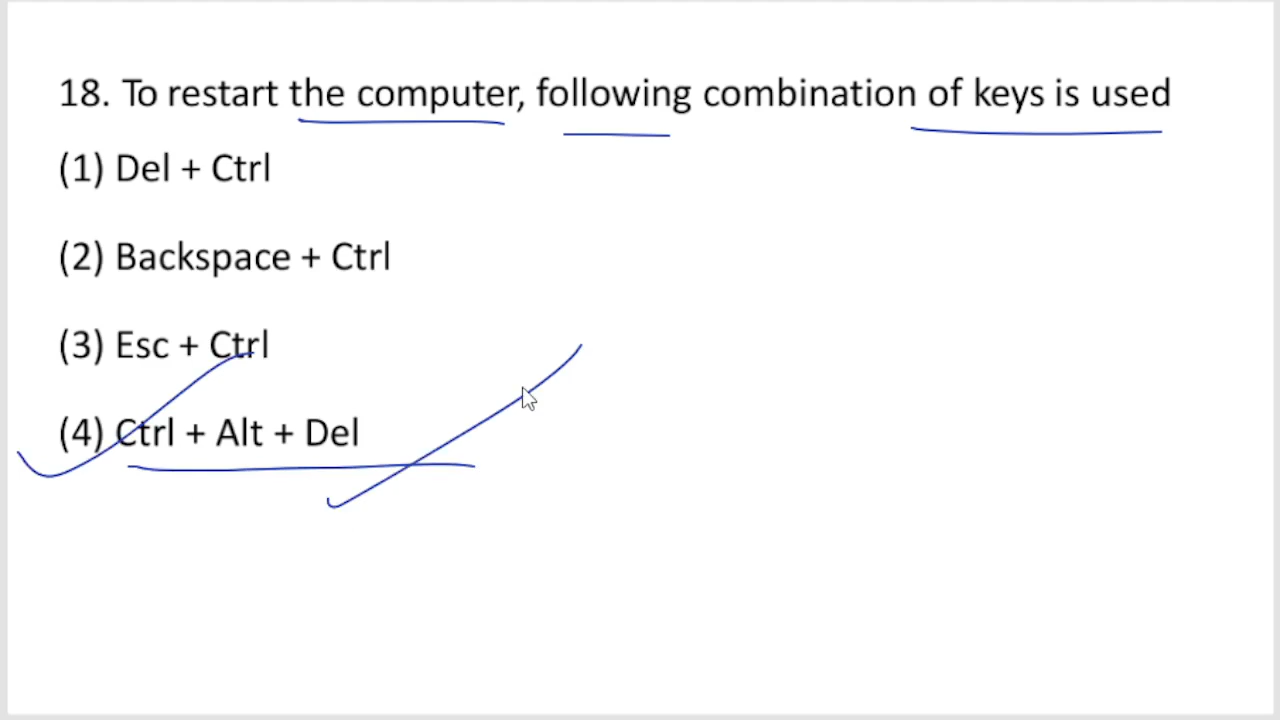 18. To restart the computer, following combination of keys is used
(1) Del + Ctrl
(2) Backspace + Ctrl
(3) Esc + Ctrl
(4) Ctrl + Alt + Del